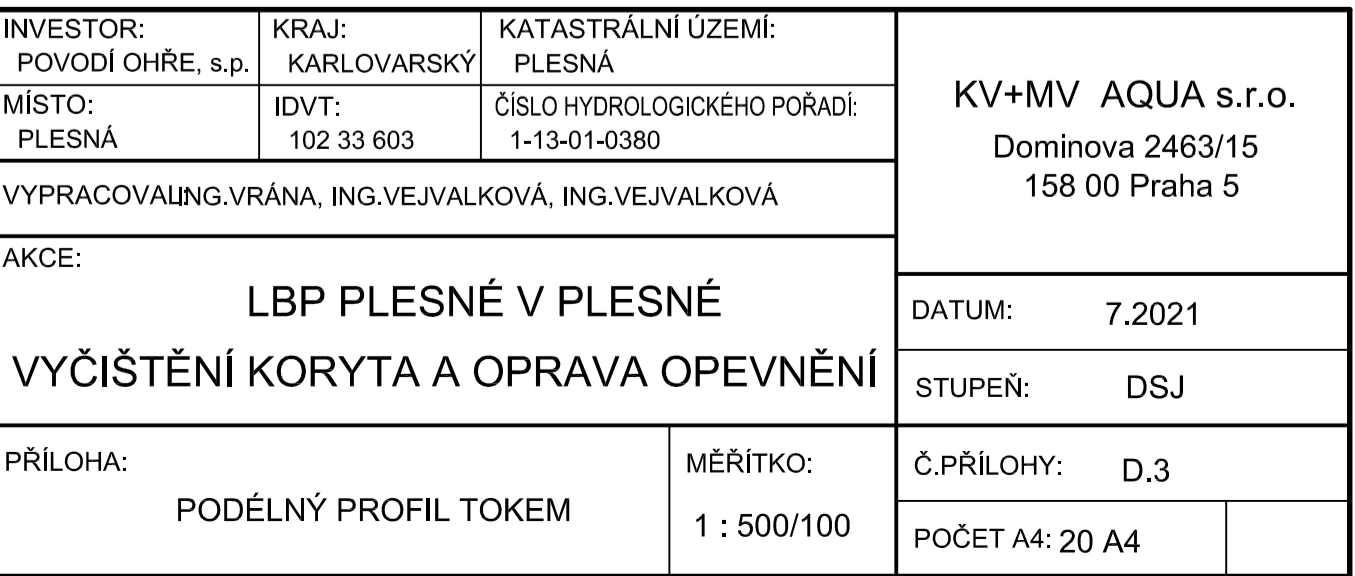 INVESTOR:
POVODÍ OHŘE, s.p.
KRAJ:
KARLOVARSKÝ
KATASTRÁLNÍ ÚZEMÍ:
PLESNÁ
MÍSTO:
PLESNÁ
IDVT:
102 33 603
ČÍSLO HYDROLOGICKÉHO POŘADÍ:
1-13-01-0380
VYPRACOVAL: ING.VRÁNA, ING.VEJVALKOVÁ, ING.VEJVALKOVÁ
KV+MV AQUA s.r.o.
Dominova 2463/15
158 00 Praha 5
AKCE:
LBP PLESNÉ V PLESNÉ
VYČIŠTĚNÍ KORYTA A OPRAVA OPEVNĚNÍ
DATUM: 7.2021
STUPEŇ: DSJ
PŘÍLOHA:
PODÉLNÝ PROFIL TOKEM
MĚŘÍTKO:
1 : 500/100
Č.PŘÍLOHY: D.3
POČET A4: 20 A4